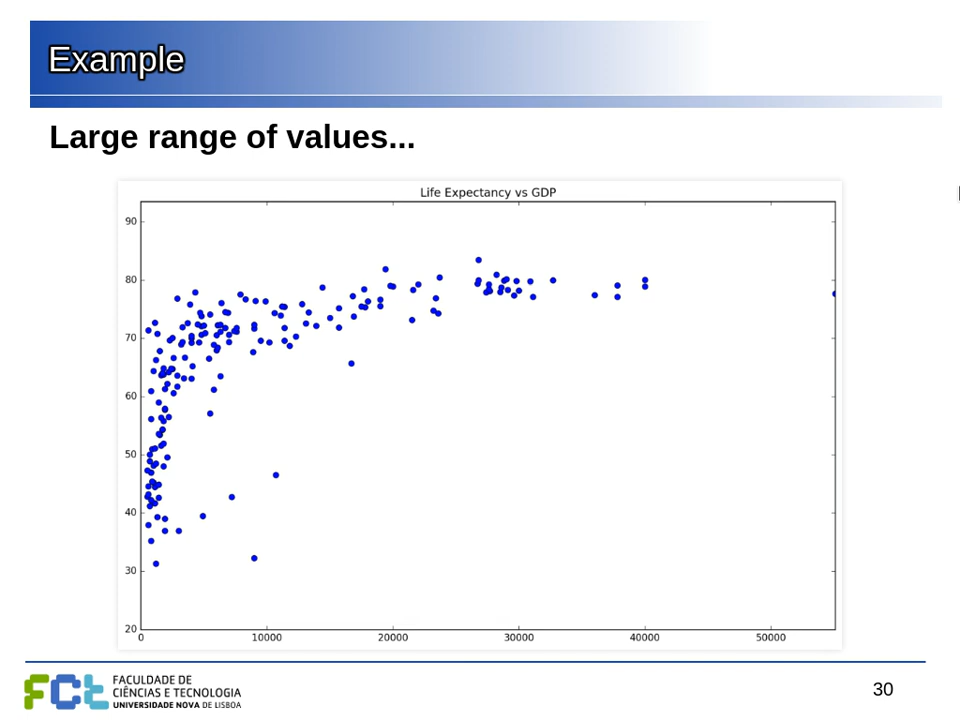 Example
Large range of values...
Life Expectancy vs GDP
90
80
70
60
50
40
30
20
0 10000 20000 30000 40000 50000
FCt FACULDADE DE
CIÊNCIAS E TECNOLOGIA
UNIVERSIDADE NOVA DE LISBOA
30